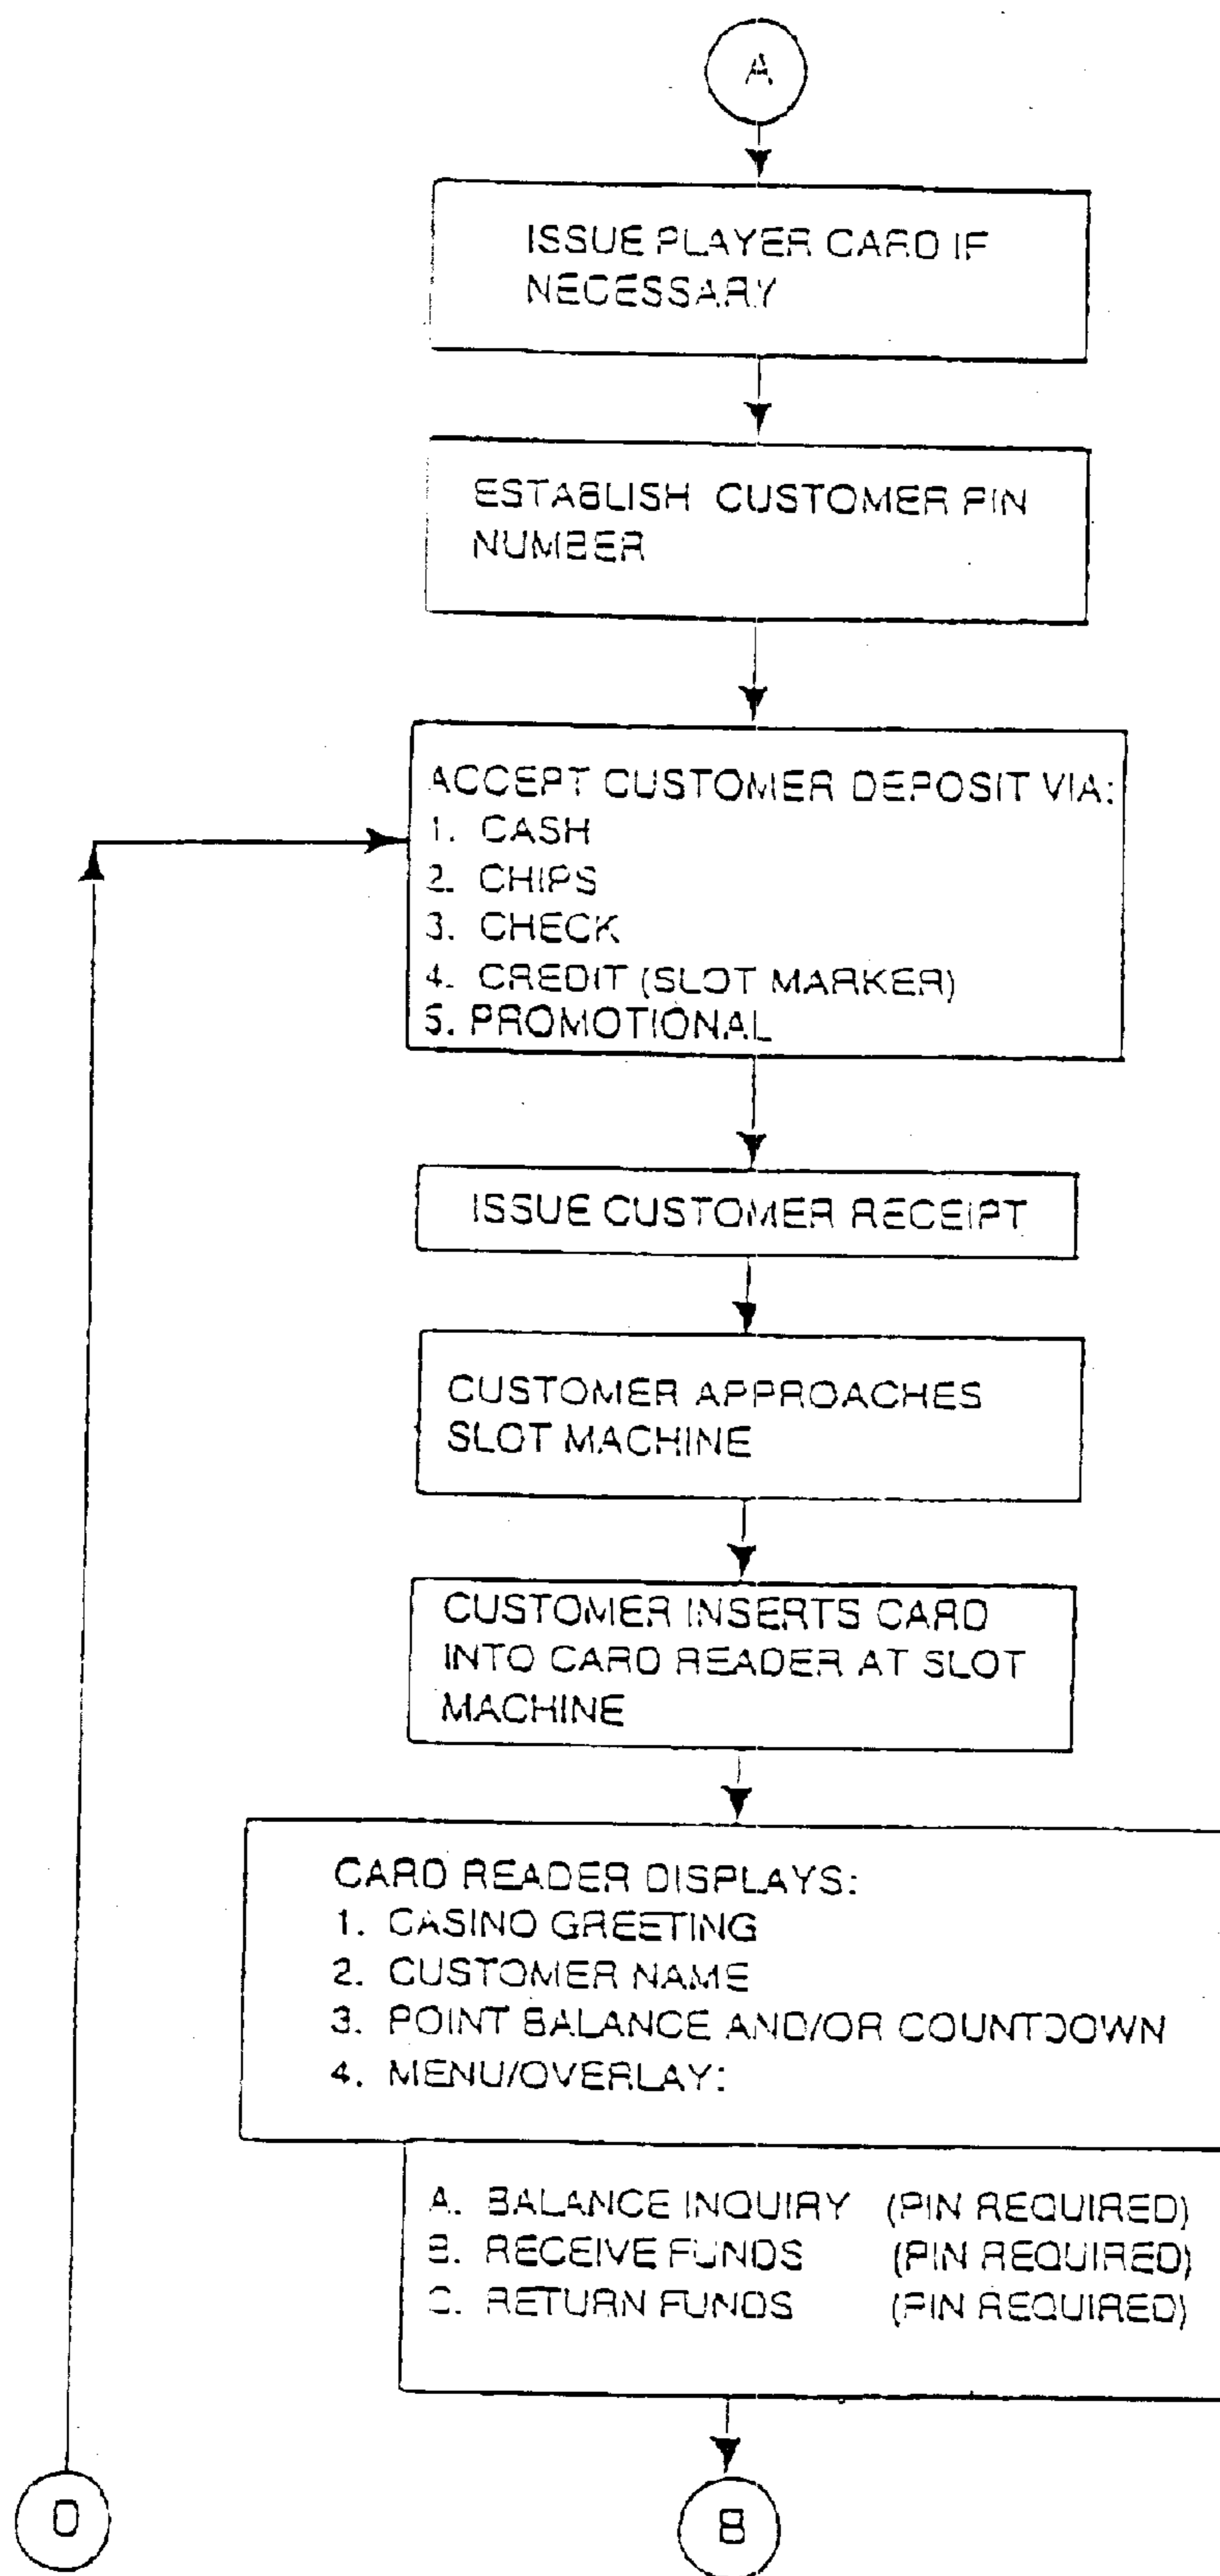 A
ISSUE PLAYER CARD IF
NECESSARY
ESTABLISH CUSTOMER PIN
NUMBER
ACCEPT CUSTOMER DEPOSIT VIA:
1. CASH
2. CHIPS
3. CHECK
4. CREDIT (SLOT MARKER)
5. PROMOTIONAL
ISSUE CUSTOMER RECEIPT
CUSTOMER APPROACHES
SLOT MACHINE
CUSTOMER INSERTS CARD
INTO CARD READER AT SLOT
MACHINE
CARD READER DISPLAYS:
1. CASINO GREETING
2. CUSTOMER NAME
3. POINT BALANCE AND/OR COUNTDOWN
4. MENU/OVERLAY:
A. BALANCE INQUIRY (PIN REQUIRED)
B. RECEIVE FUNDS (PIN REQUIRED)
C. RETURN FUNDS (PIN REQUIRED)
D
B